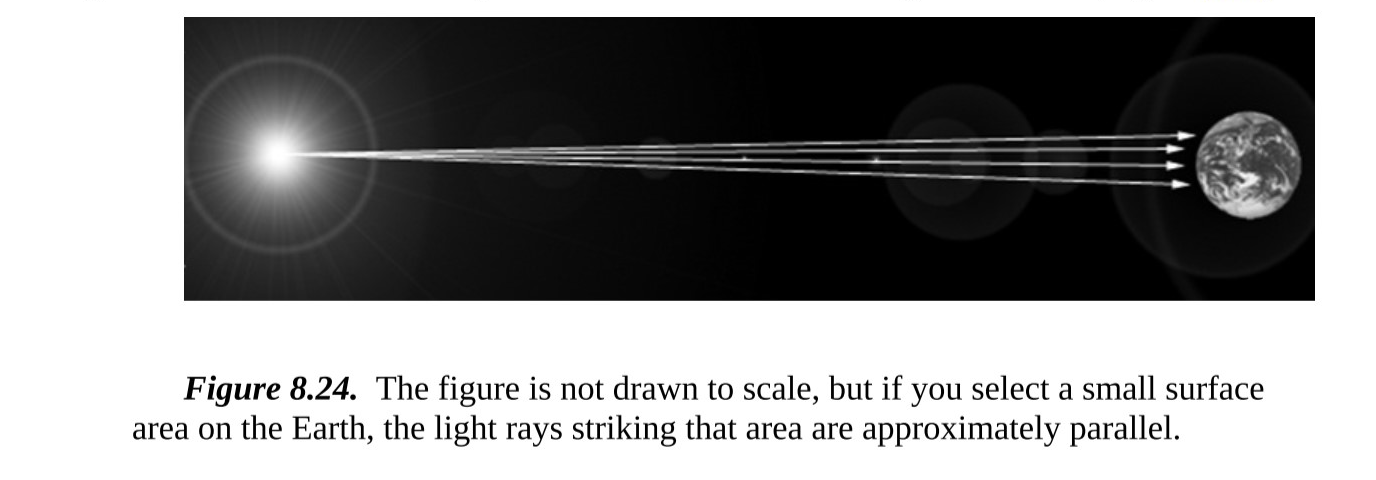 Figure 8.24. The figure is not drawn to scale, but if you select a small surface
area on the Earth, the light rays striking that area are approximately parallel.